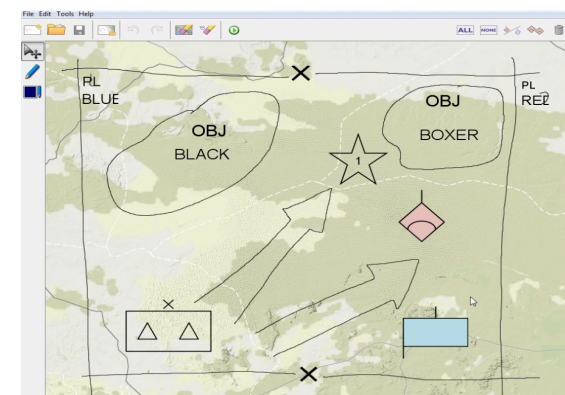 File Edit Tools Help
ALL NONE
PL
BLUE
OBJ
BLACK
OBJ
BOXER
PL
RED
1